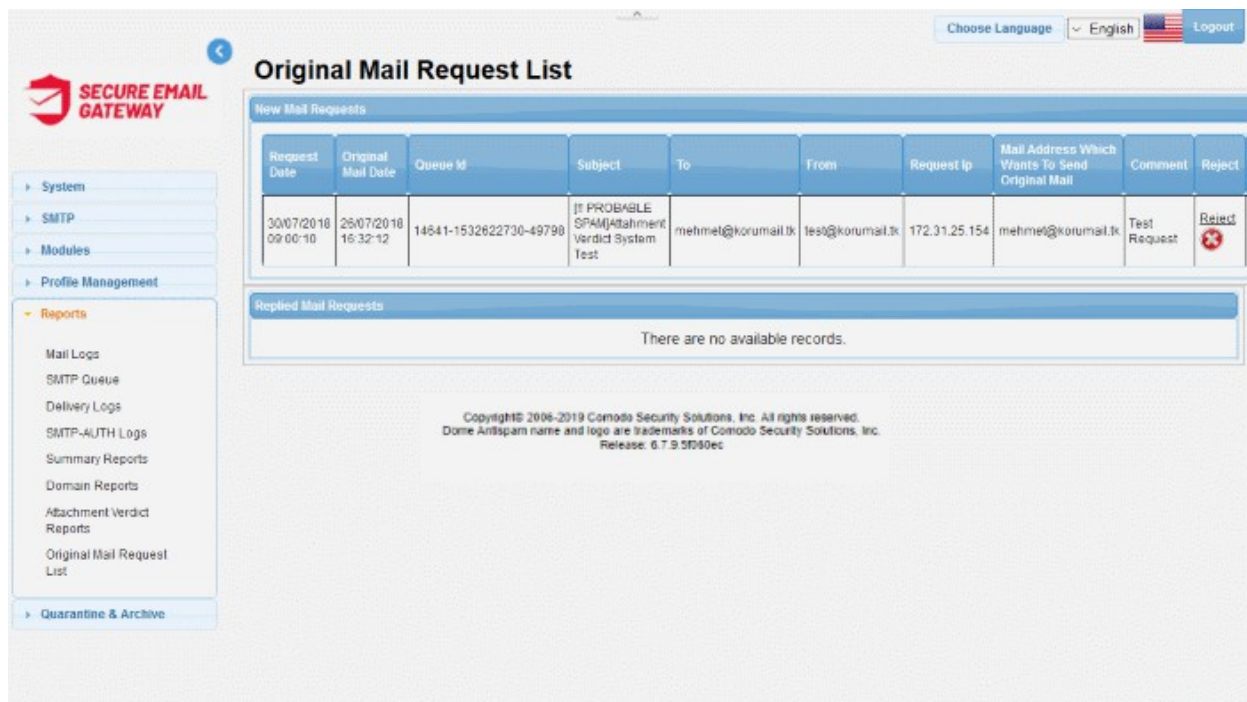 Choose Language
English
Logout
SECURE EMAIL
GATEWAY
Original Mail Request List
New Mail Requests
Request Date
Original Mail Date
Queue Id
Subject
To
From
Request Ip
Mail Address Which Wants To Send Original Mail
Comment
Reject
30/07/2018 09:00:10
26/07/2018 16:32:12
14641-1532622730-49798
[!! PROBABLE SPAM]Attahment Verdict System Test
mehmet@korumail.tk
test@korumail.tk
172.31.25.154
mehmet@korumail.tk
Test Request
Reject
Replied Mail Requests
There are no available records.
System
SMTP
Modules
Profile Management
Reports
Mail Logs
SMTP Queue
Delivery Logs
SMTP-AUTH Logs
Summary Reports
Domain Reports
Attachment Verdict
Reports
Original Mail Request
List
Quarantine & Archive
Copyright© 2006-2019 Comodo Security Solutions, Inc. All rights reserved.
Dome Antispam name and logo are trademarks of Comodo Security Solutions, Inc.
Release: 6.7.9.5f060ec